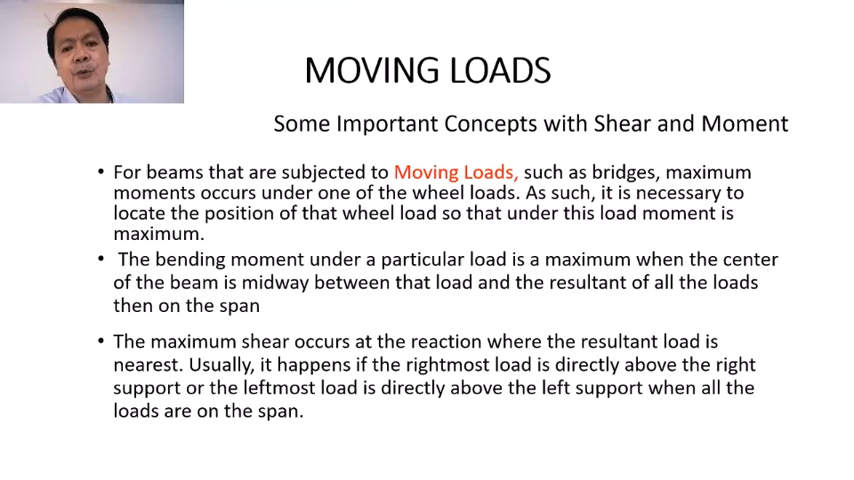 MOVING LOADS
Some Important Concepts with Shear and Moment
• For beams that are subjected to Moving Loads, such as bridges, maximum
moments occurs under one of the wheel loads. As such, it is necessary to
locate the position of that wheel load so that under this load moment is
maximum.
• The bending moment under a particular load is a maximum when the center
of the beam is midway between that load and the resultant of all the loads
then on the span
• The maximum shear occurs at the reaction where the resultant load is
nearest. Usually, it happens if the rightmost load is directly above the right
support or the leftmost load is directly above the left support when all the
loads are on the span.